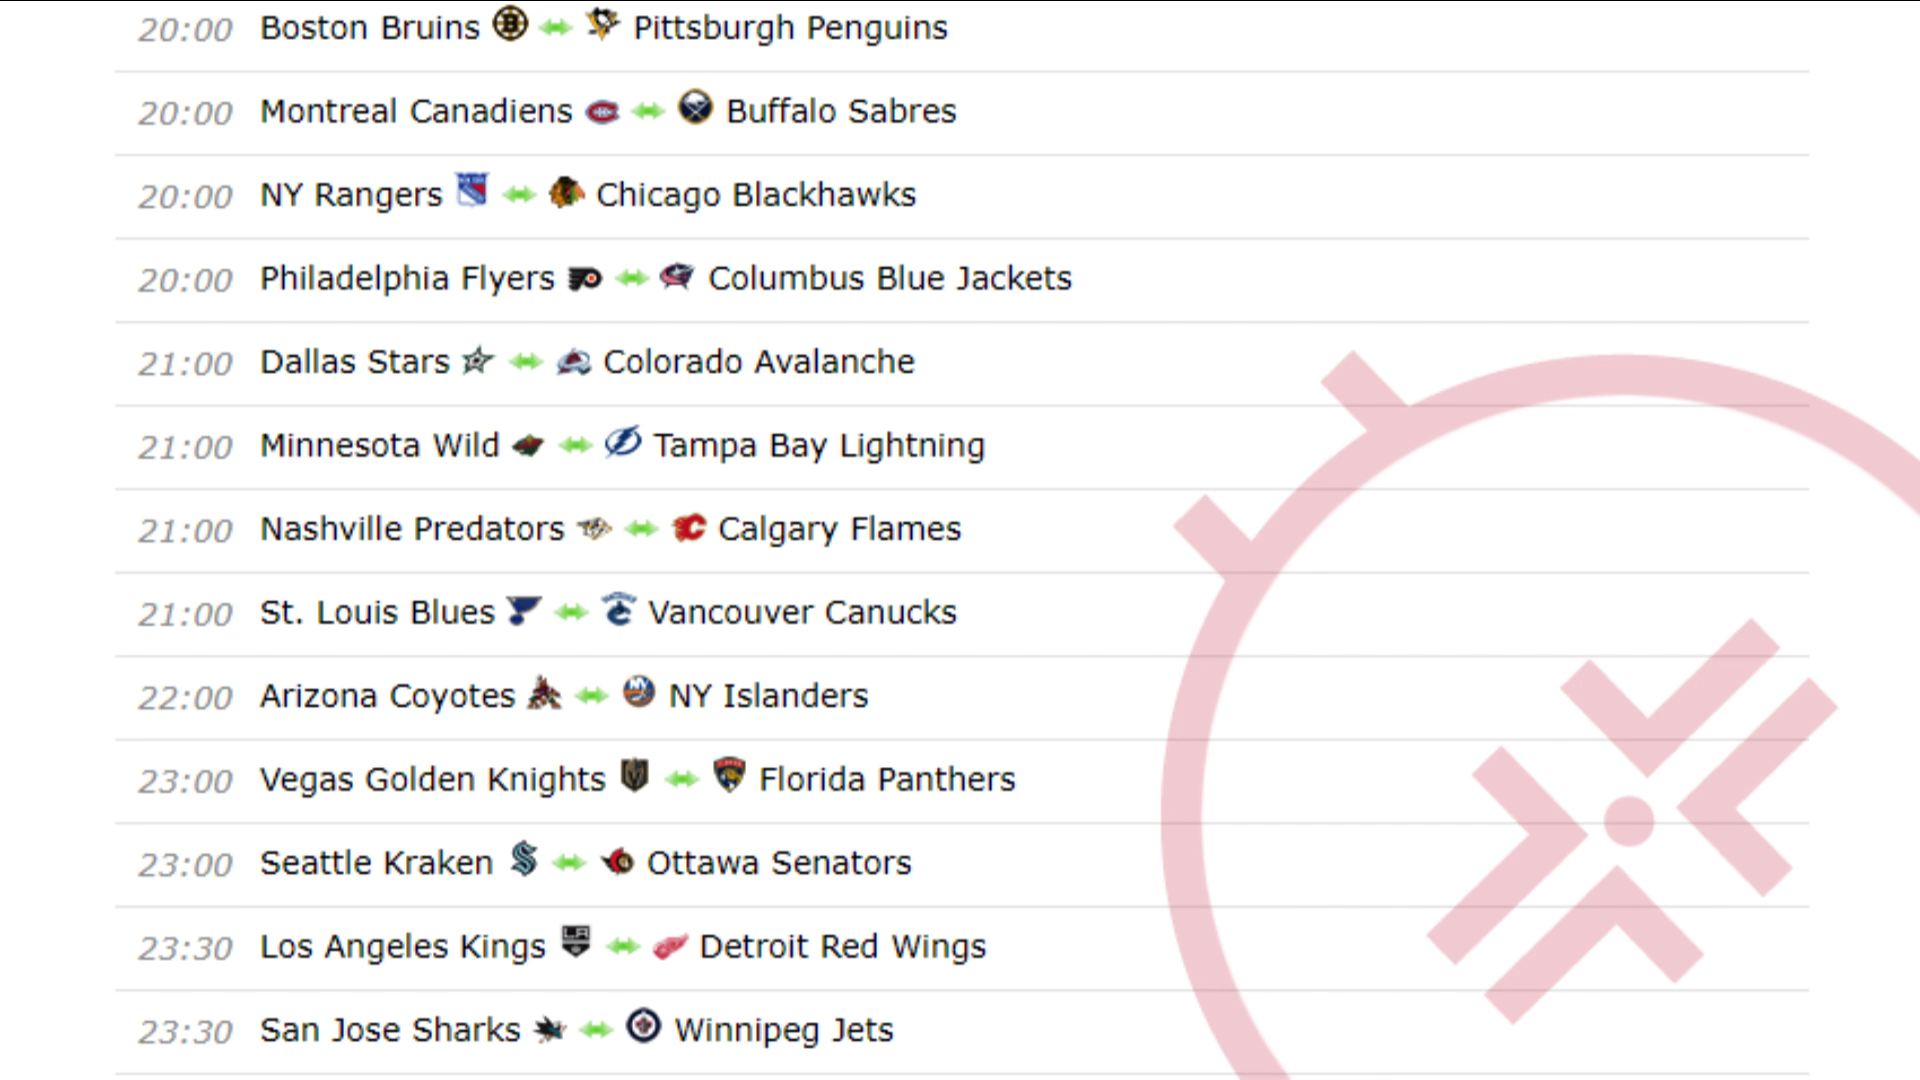 20:00 Boston Bruins Pittsburgh Penguins
20:00 Montreal Canadiens Buffalo Sabres
20:00 NY Rangers Chicago Blackhawks
20:00 Philadelphia Flyers Columbus Blue Jackets
21:00 Dallas Stars Colorado Avalanche
21:00 Minnesota Wild Tampa Bay Lightning
21:00 Nashville Predators Calgary Flames
21:00 St. Louis Blues Vancouver Canucks
22:00 Arizona Coyotes NY Islanders
23:00 Vegas Golden Knights Florida Panthers
23:00 Seattle Kraken Ottawa Senators
23:30 Los Angeles Kings Detroit Red Wings
23:30 San Jose Sharks Winnipeg Jets